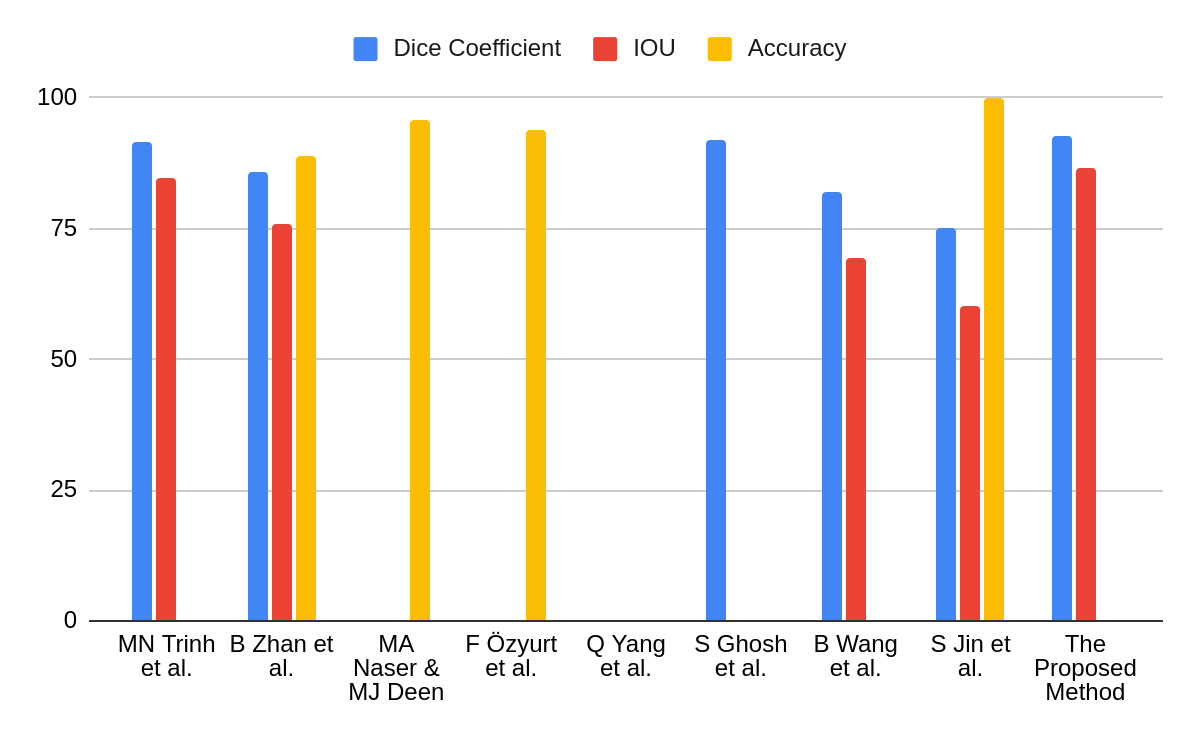 Dice Coefficient IOU Accuracy
100
75
50
25
0
MN Trinh et al.
B Zhan et al.
MA Naser & MJ Deen
F Özyurt et al.
Q Yang et al.
S Ghosh et al.
B Wang et al.
S Jin et al.
The Proposed Method